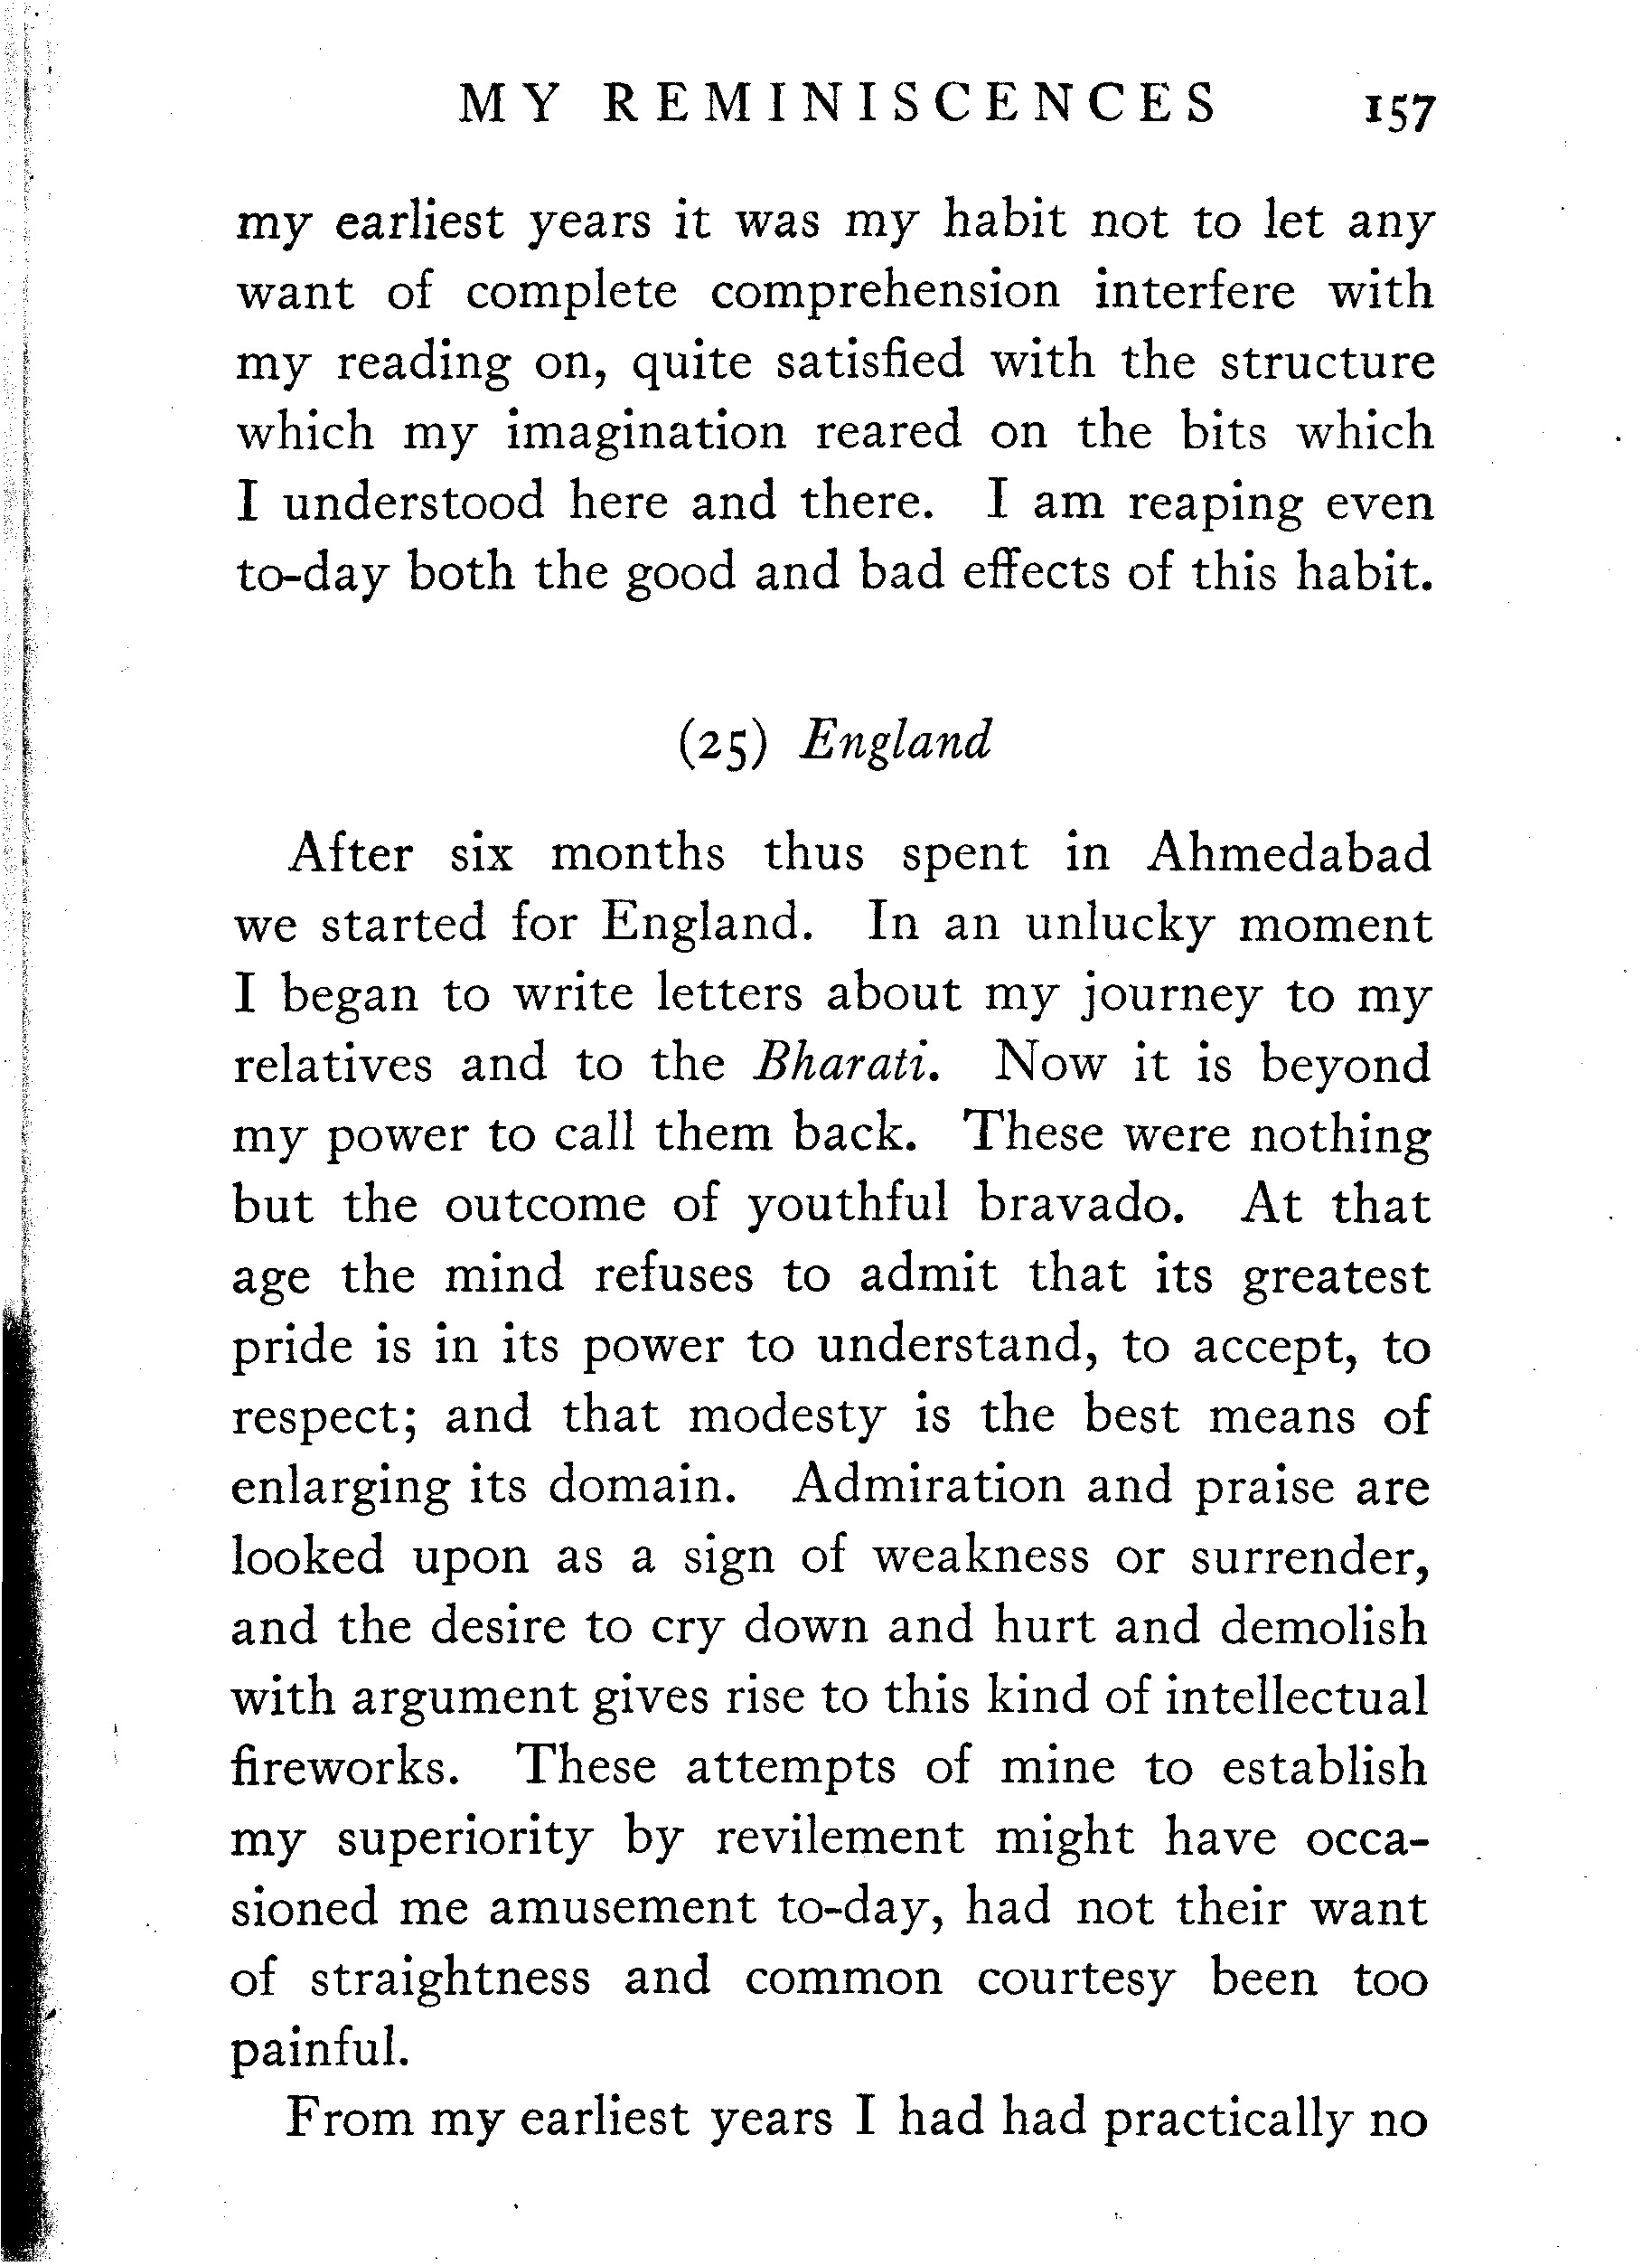 MY REMINISCENCES 157
my earliest years it was my habit not to let any
want of complete comprehension interfere with
my reading on, quite satisfied with the structure
which my imagination reared on the bits which
I understood here and there. I am reaping even
to-day both the good and bad effects of this habit.
(25) England
After six months thus spent in Ahmedabad
we started for England. In an unlucky moment
I began to write letters about my journey to my
relatives and to the Bharati. Now it is beyond
my power to call them back. These were nothing
but the outcome of youthful bravado. At that
age the mind refuses to admit that its greatest
pride is in its power to understand, to accept, to
respect; and that modesty is the best means of
enlarging its domain. Admiration and praise are
looked upon as a sign of weakness or surrender,
and the desire to cry down and hurt and demolish
with argument gives rise to this kind of intellectual
fireworks. These attempts of mine to establish
my superiority by revilement might have occa-
sioned me amusement to-day, had not their want
of straightness and common courtesy been too
painful.
From my earliest years I had had practically no